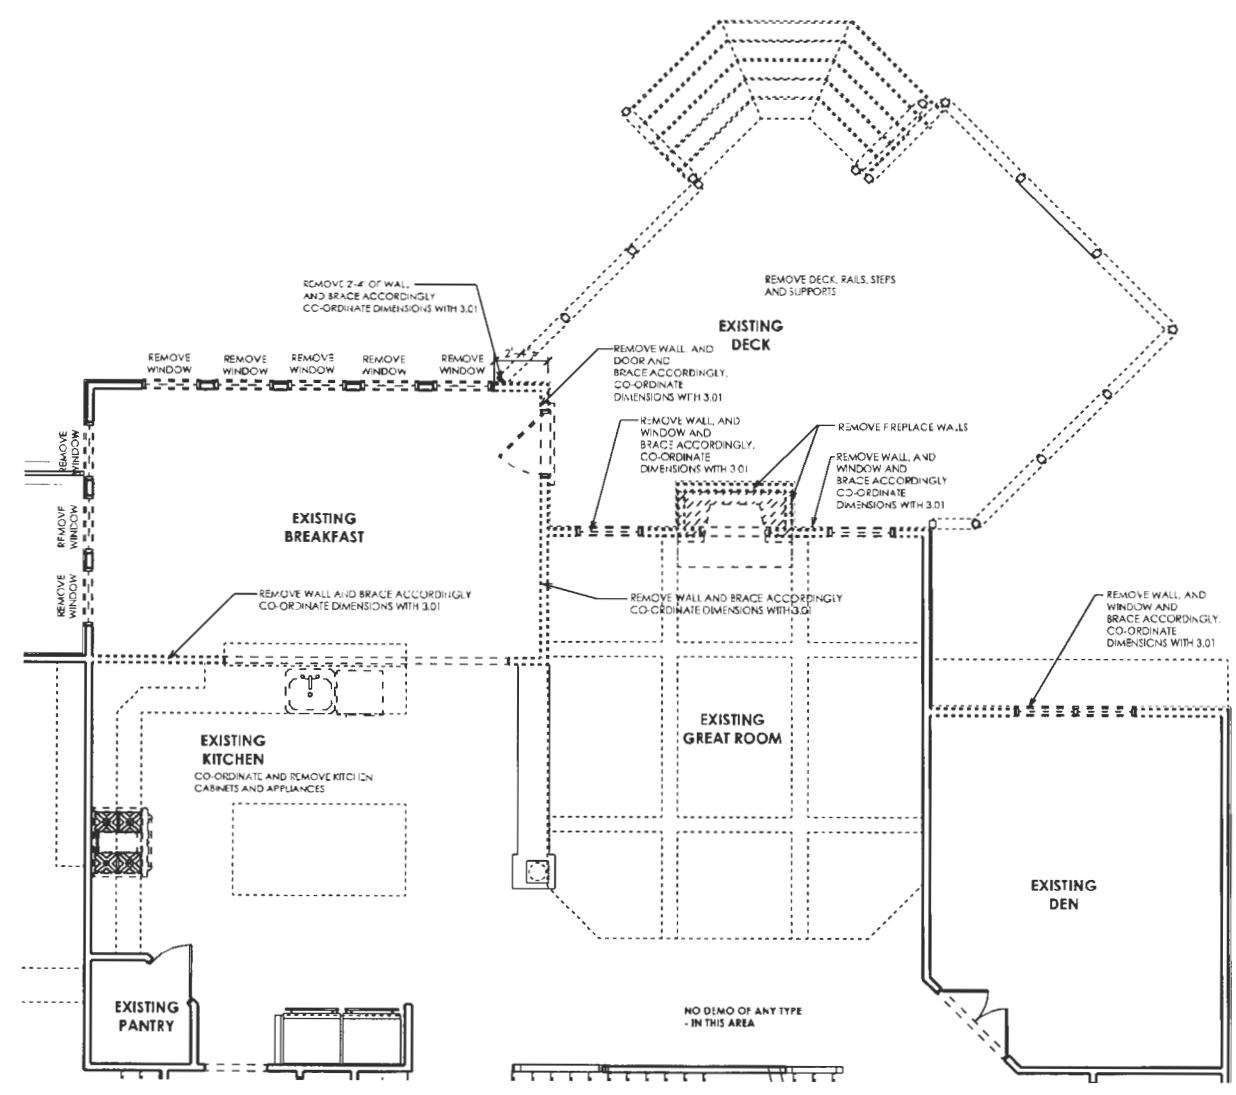 REMOVE DECK, RAILS, STEPS
AND SUPPORTS
EXISTING
DECK
REMOVE 2'-4" OF WALL
AND BRACE ACCORDINGLY
CO-ORDINATE DIMENSIONS WITH 3.01
2'-4"
REMOVE
WINDOW
REMOVE
WINDOW
REMOVE
WINDOW
REMOVE
WINDOW
REMOVE
WINDOW
REMOVE WALL, AND
DOOR AND
BRACE ACCORDINGLY.
CO-ORDINATE
DIMENSIONS WITH 3.01
REMOVE WALL, AND
WINDOW AND
BRACE ACCORDINGLY.
CO-ORDINATE
DIMENSIONS WITH 3.01
REMOVE FIREPLACE WALLS
REMOVE WALL, AND
WINDOW AND
BRACE ACCORDINGLY
CO-ORDINATE
DIMENSIONS WITH 3.01
REMOVE
WINDOW
REMOVE
WINDOW
REMOVE
WINDOW
EXISTING
BREAKFAST
REMOVE WALL AND BRACE ACCORDINGLY
CO-ORDINATE DIMENSIONS WITH 3.01
REMOVE WALL AND BRACE ACCORDINGLY
CO-ORDINATE DIMENSIONS WITH 3.01
REMOVE WALL, AND
WINDOW AND
BRACE ACCORDINGLY.
CO-ORDINATE
DIMENSIONS WITH 3.01
EXISTING
KITCHEN
CO-ORDINATE AND REMOVE KITCHEN
CABINETS AND APPLIANCES
EXISTING
GREAT ROOM
EXISTING
DEN
EXISTING
PANTRY
NO DEMO OF ANY TYPE
- IN THIS AREA